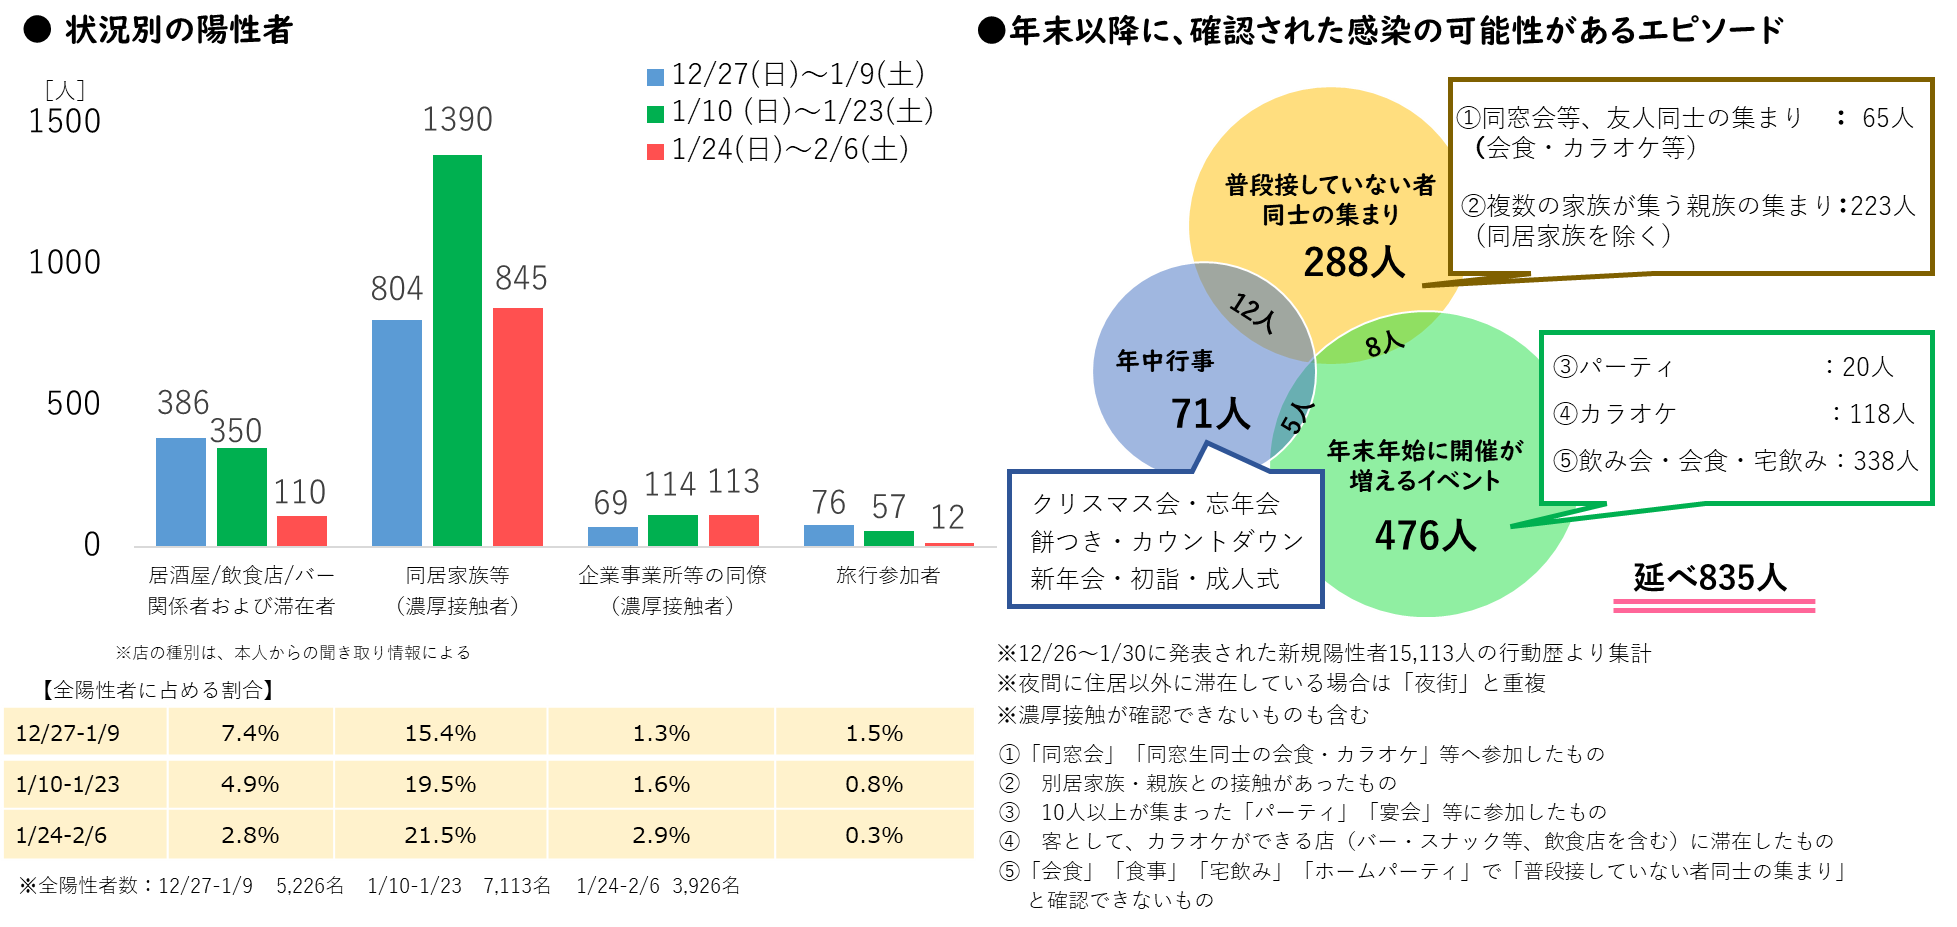 ● 状況別の陽性者
[人]
1500
1000
500
0
12/27(日)～1/9(土)
1/10 (日)～1/23(土)
1/24(日)～2/6(土)
386
350
110
804
1390
845
69
114
113
76
57
12
居酒屋/飲食店/バー
関係者および滞在者
同居家族等
（濃厚接触者）
企業事業所等の同僚
（濃厚接触者）
旅行参加者
※店の種別は、本人からの聞き取り情報による
【全陽性者に占める割合】
12/27-1/9 7.4% 15.4% 1.3% 1.5%
1/10-1/23 4.9% 19.5% 1.6% 0.8%
1/24-2/6 2.8% 21.5% 2.9% 0.3%
※全陽性者数：12/27-1/9 5,226名 1/10-1/23 7,113名 1/24-2/6 3,926名
●年末以降に、確認された感染の可能性があるエピソード
普段接していない者
同士の集まり
288人
①同窓会等、友人同士の集まり ： 65人
（会食・カラオケ等）
②複数の家族が集う親族の集まり：223人
（同居家族を除く）
12人
8人
5人
年中行事
71人
クリスマス会・忘年会
餅つき・カウントダウン
新年会・初詣・成人式
年末年始に開催が
増えるイベント
476人
③パーティ ：20人
④カラオケ ：118人
⑤飲み会・会食・宅飲み：338人
延べ835人
※12/26～1/30に発表された新規陽性者15,113人の行動歴より集計
※夜間に住居以外に滞在している場合は「夜街」と重複
※濃厚接触が確認できないものも含む
①「同窓会」「同窓生同士の会食・カラオケ」等へ参加したもの
② 別居家族・親族との接触があったもの
③ 10人以上が集まった「パーティ」「宴会」等に参加したもの
④ 客として、カラオケができる店（バー・スナック等、飲食店を含む）に滞在したもの
⑤「会食」「食事」「宅飲み」「ホームパーティ」で「普段接していない者同士の集まり」
と確認できないもの